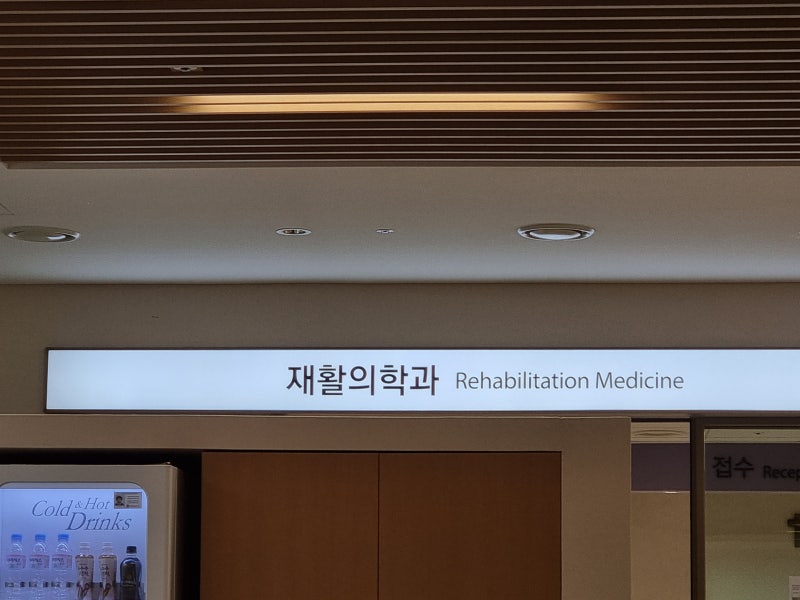 재활의학과 Rehabilitation Medicine
접수
Cold & Hot
Drinks